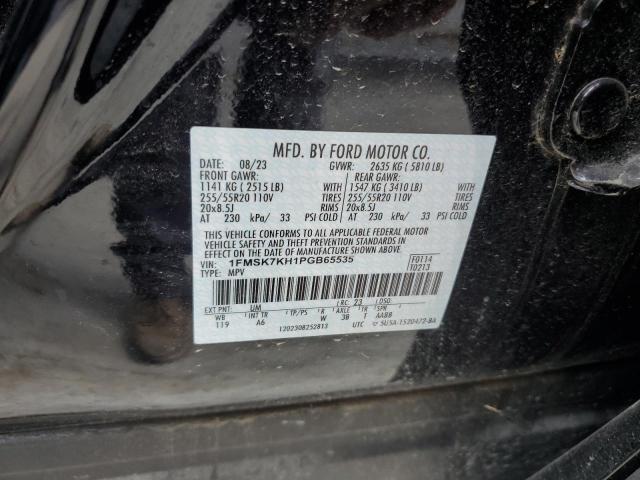 MFD. BY FORD MOTOR CO.
DATE: 08/23 GVWR: 2635 KG ( 5810 LB)
FRONT GAWR: REAR GAWR:
1141 KG ( 2515 LB) WITH 1547 KG ( 3410 LB) WITH
255/55R20 110V TIRES 255/55R20 110V TIRES
20x8.5J RIMS 20x8.5J RIMS
AT 230 kPa/ 33 PSI COLD AT 230 kPa/ 33 PSI COLD
THIS VEHICLE CONFORMS TO ALL APPLICABLE FEDERAL MOTOR
VEHICLE SAFETY AND THEFT PREVENTION STANDARDS IN EFFECT
ON THE DATE OF MANUFACTURE SHOWN ABOVE.
VIN: 1FMSK7KH1PGB65535 F0114
TYPE: MPV T0213
EXT PNT: UM RC: 23 DSO:
WB INT TR TP/PS R AXLE TR SPR
119 A6 W 3B T AABB
120230B252813 UTC 5U5A-1520472-BA